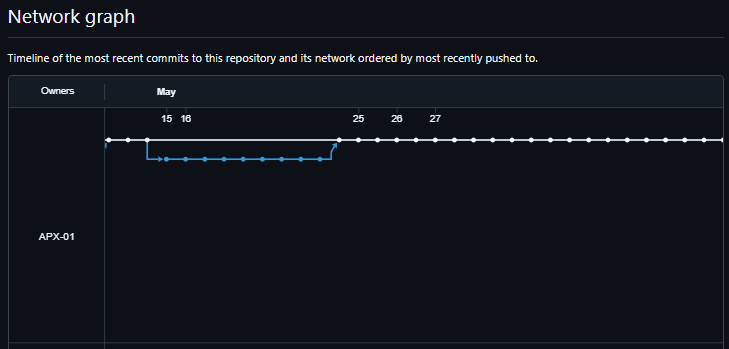 Network graph
Timeline of the most recent commits to this repository and its network ordered by most recently pushed to.
Owners May
15 16 25 26 27
APX-01